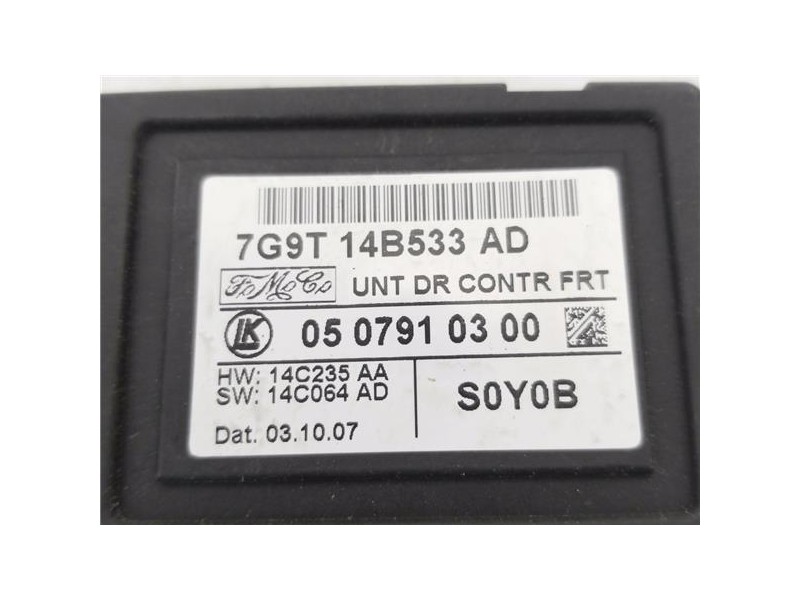 7G9T 14B533 AD
FoMoCo UNT DR CONTR FRT
LK 05 0791 03 00
HW: 14C235 AA
SW: 14C064 AD
S0Y0B
Dat. 03.10.07